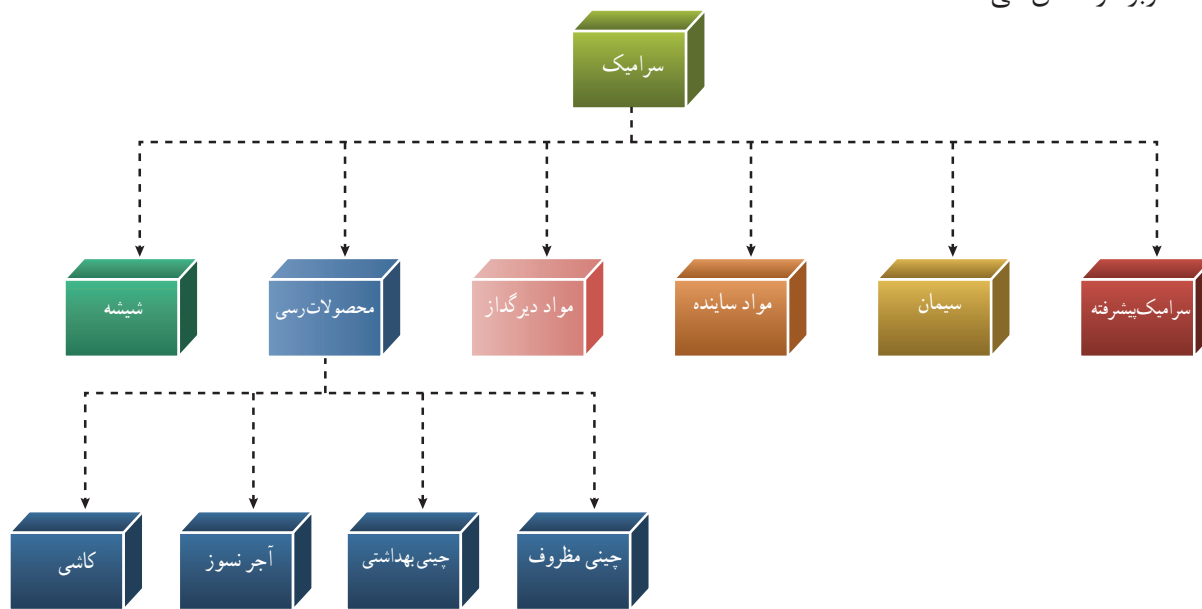 سرامیک
سرامیک‌پیشرفته
سیمان
مواد ساینده
مواد دیرگداز
محصولات‌رسی
شیشه
چینی مظروف
چینی‌بهداشتی
آجر نسوز
کاشی